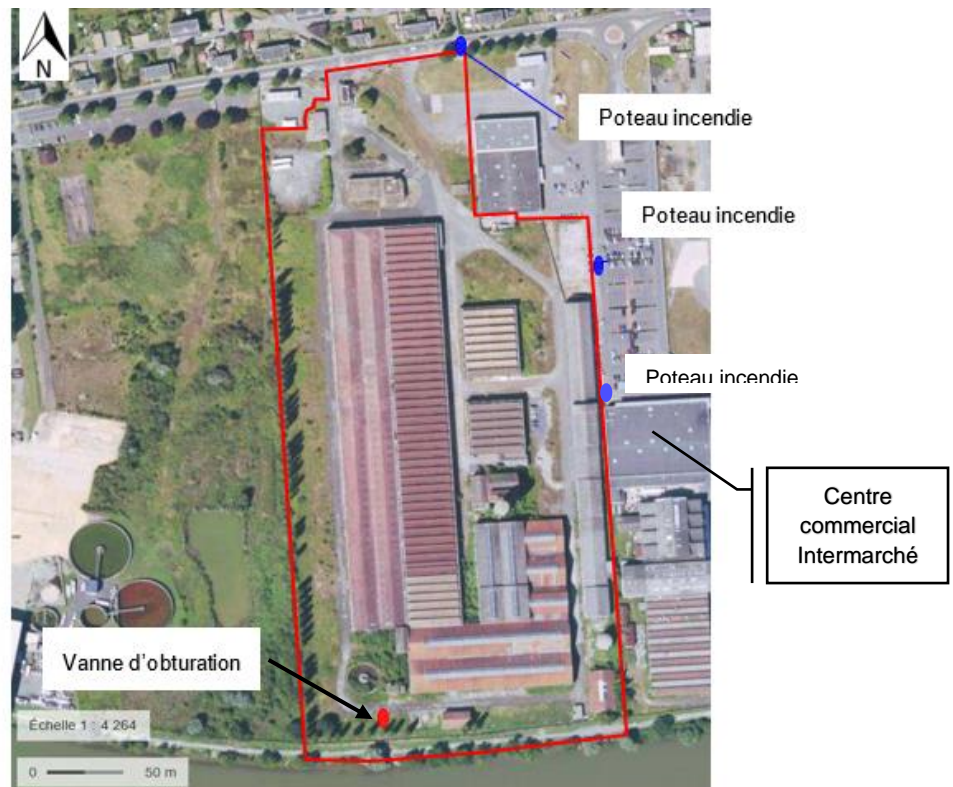 N
Poteau incendie
Poteau incendie
Poteau incendie
Centre
commercial
Intermarché
Vanne d'obturation
Échelle 1 : 4 264
0 50 m